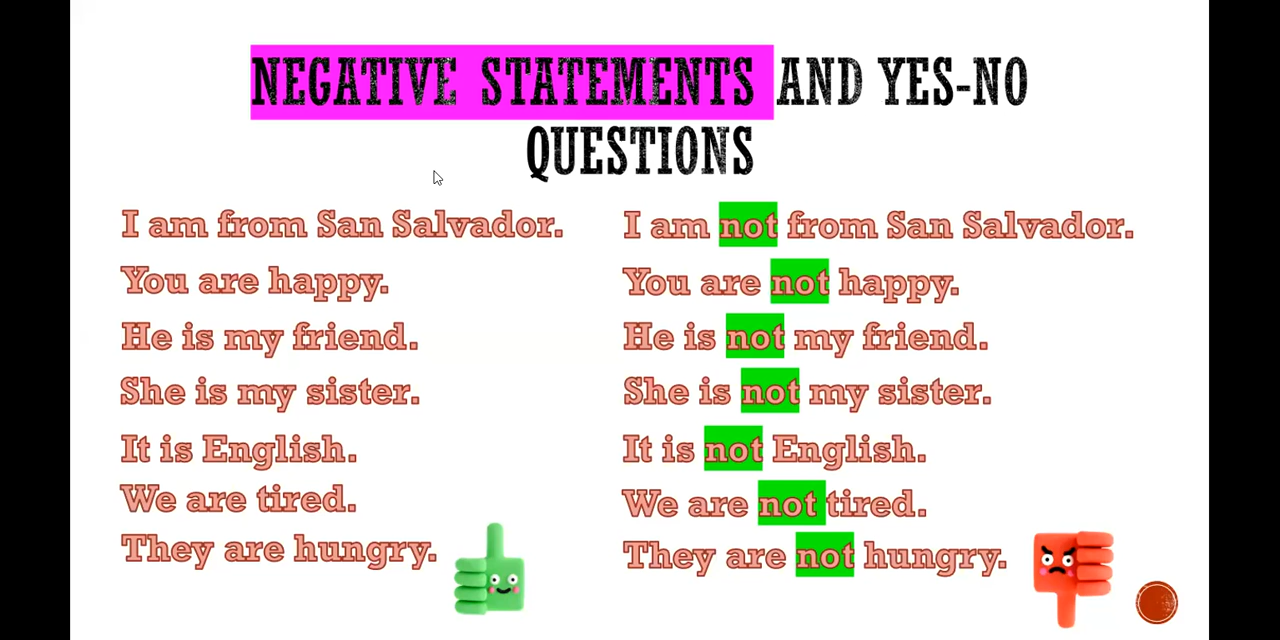 NEGATIVE STATEMENTS AND YES-NO
QUESTIONS
I am from San Salvador.
You are happy.
He is my friend.
She is my sister.
It is English.
We are tired.
They are hungry.
I am not from San Salvador.
You are not happy.
He is not my friend.
She is not my sister.
It is not English.
We are not tired.
They are not hungry.